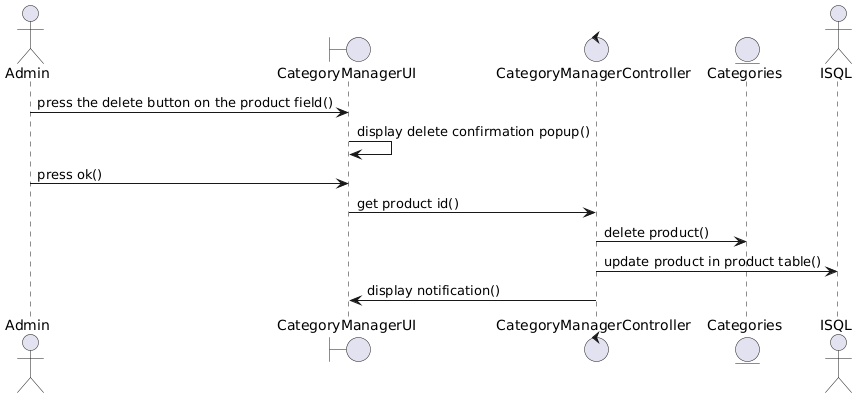 Admin
CategoryManagerUI
CategoryManagerController
Categories
ISQL
press the delete button on the product field()
display delete confirmation popup()
press ok()
get product id()
delete product()
update product in product table()
display notification()
Admin
CategoryManagerUI
CategoryManagerController
Categories
ISQL